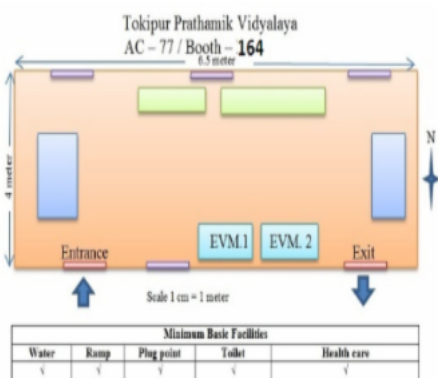 Tokipur Prathamik Vidyalaya
AC – 77 / Booth – 164
6.5 meter
4 meter
N
EVM.1 EVM. 2
Entrance Exit
Scale 1 cm = 1 meter
Minimum Basic Facilities
Water Ramp Plug point Toilet Health care
√ √ √ √ √